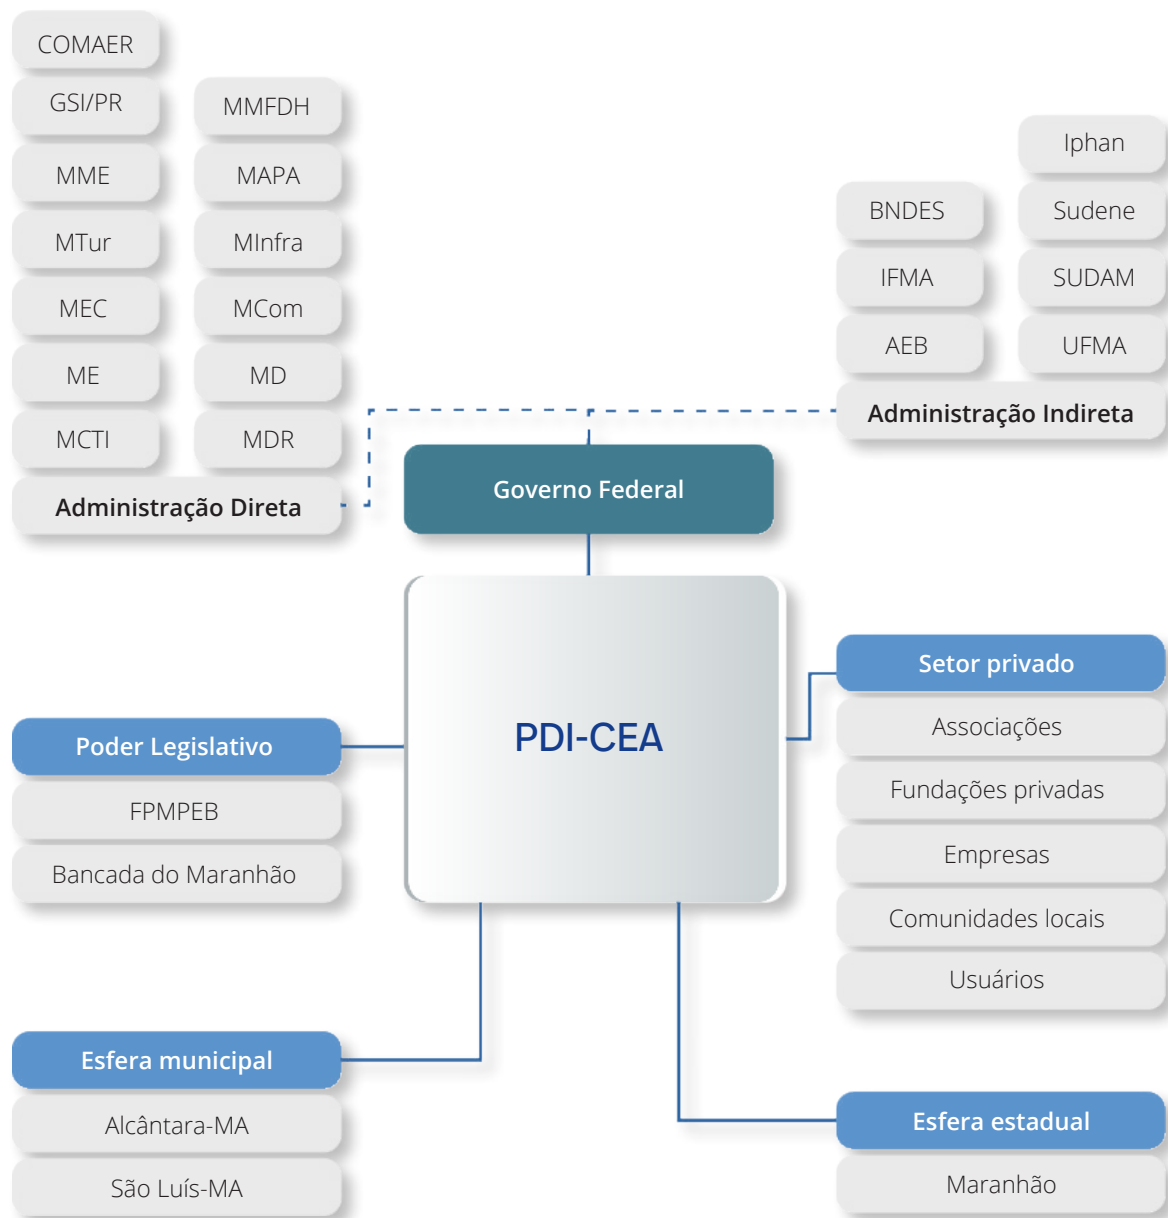 COMAER
GSI/PR
MMFDH
MME
MAPA
MTur
MInfra
MEC
MCom
ME
MD
MCTI
MDR
Administração Direta
Iphan
BNDES
Sudene
IFMA
SUDAM
AEB
UFMA
Administração Indireta
Governo Federal
PDI-CEA
Setor privado
Associações
Fundações privadas
Empresas
Comunidades locais
Usuários
Poder Legislativo
FPMPEB
Bancada do Maranhão
Esfera municipal
Alcântara-MA
São Luís-MA
Esfera estadual
Maranhão